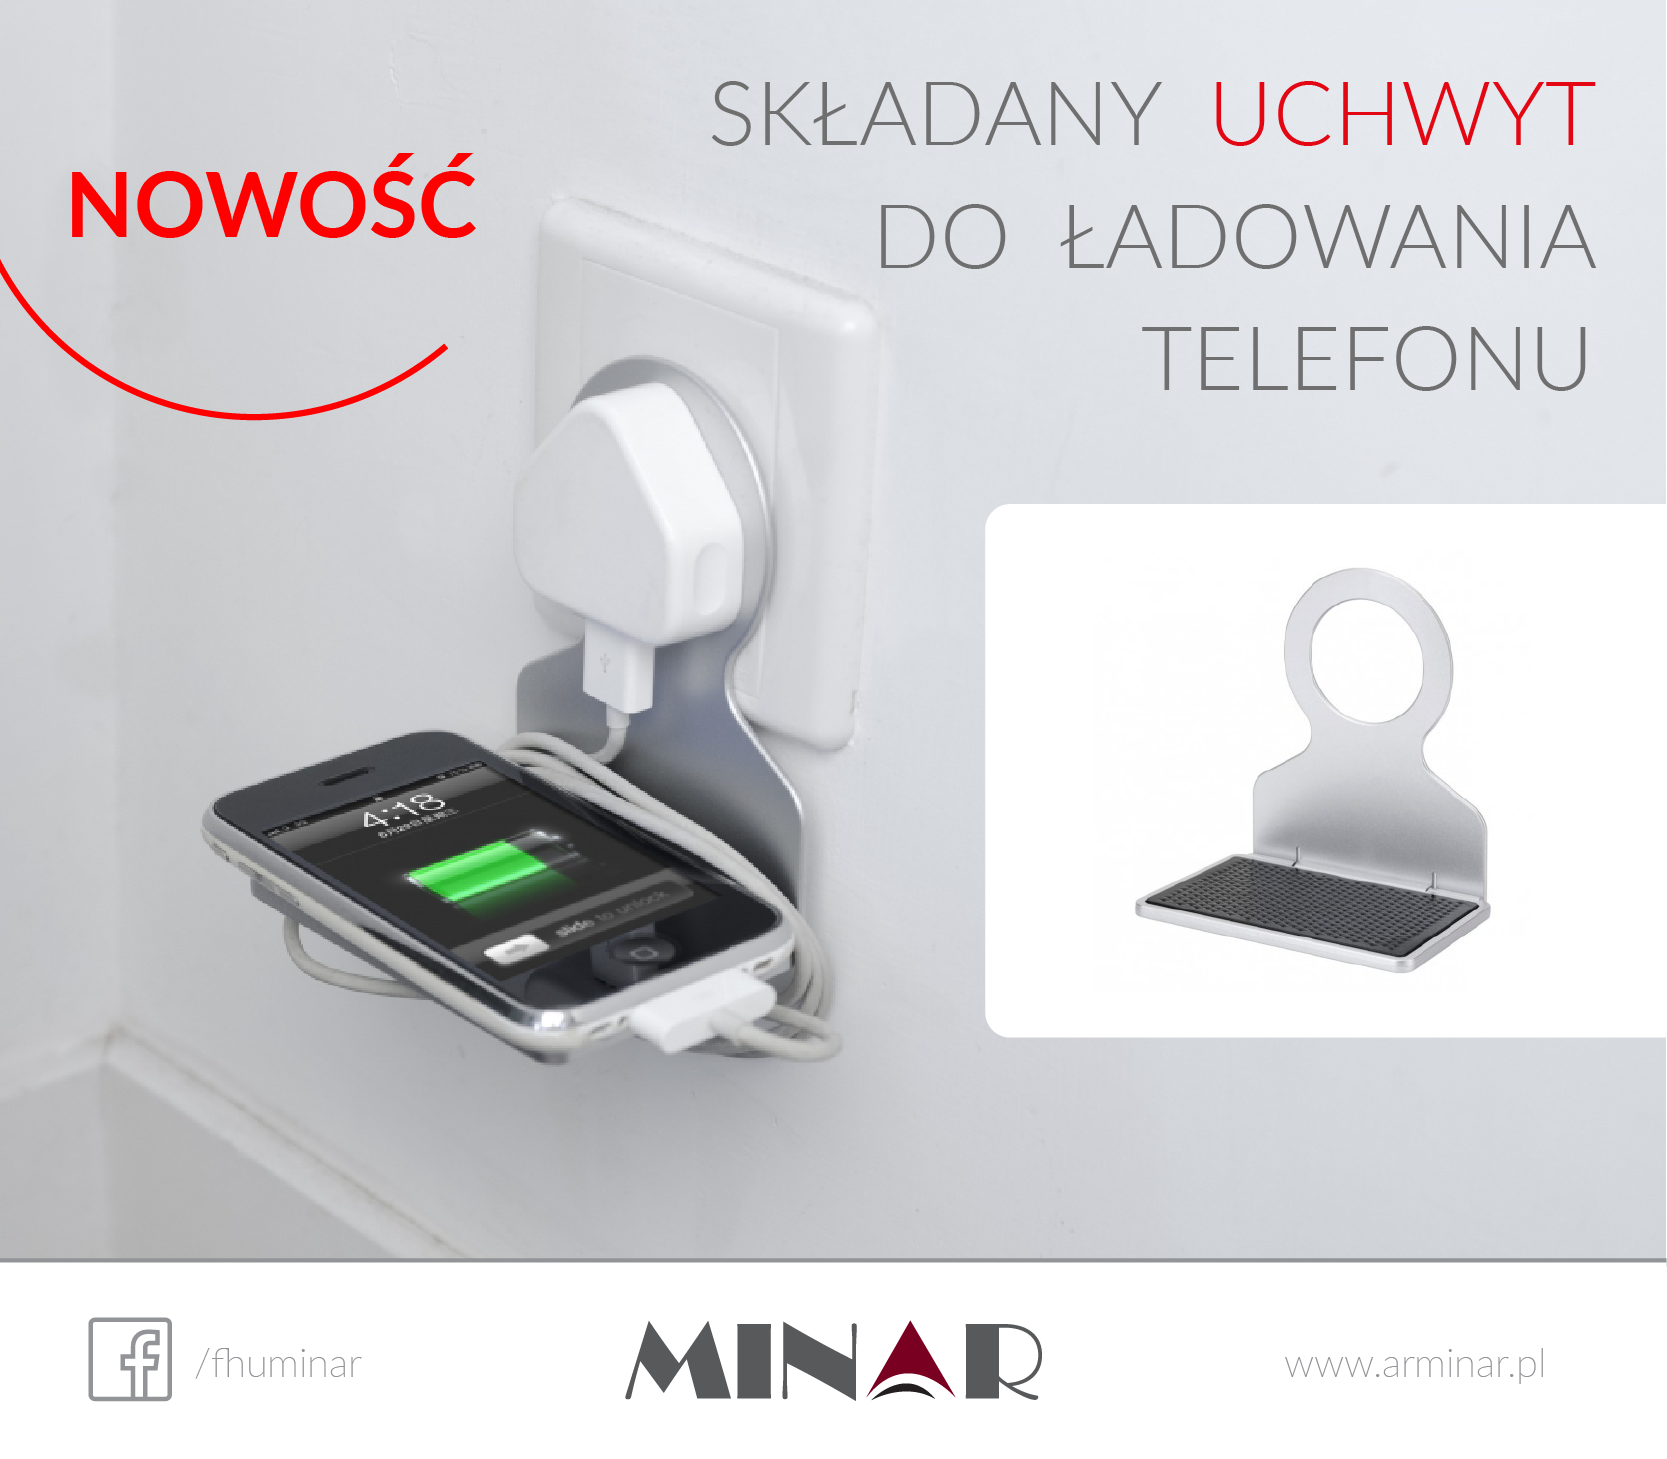 NOWOŚĆ
SKŁADANY UCHWYT
DO ŁADOWANIA
TELEFONU
4:18
slide to unlock
/fhuminar
MINAR
www.arminar.pl